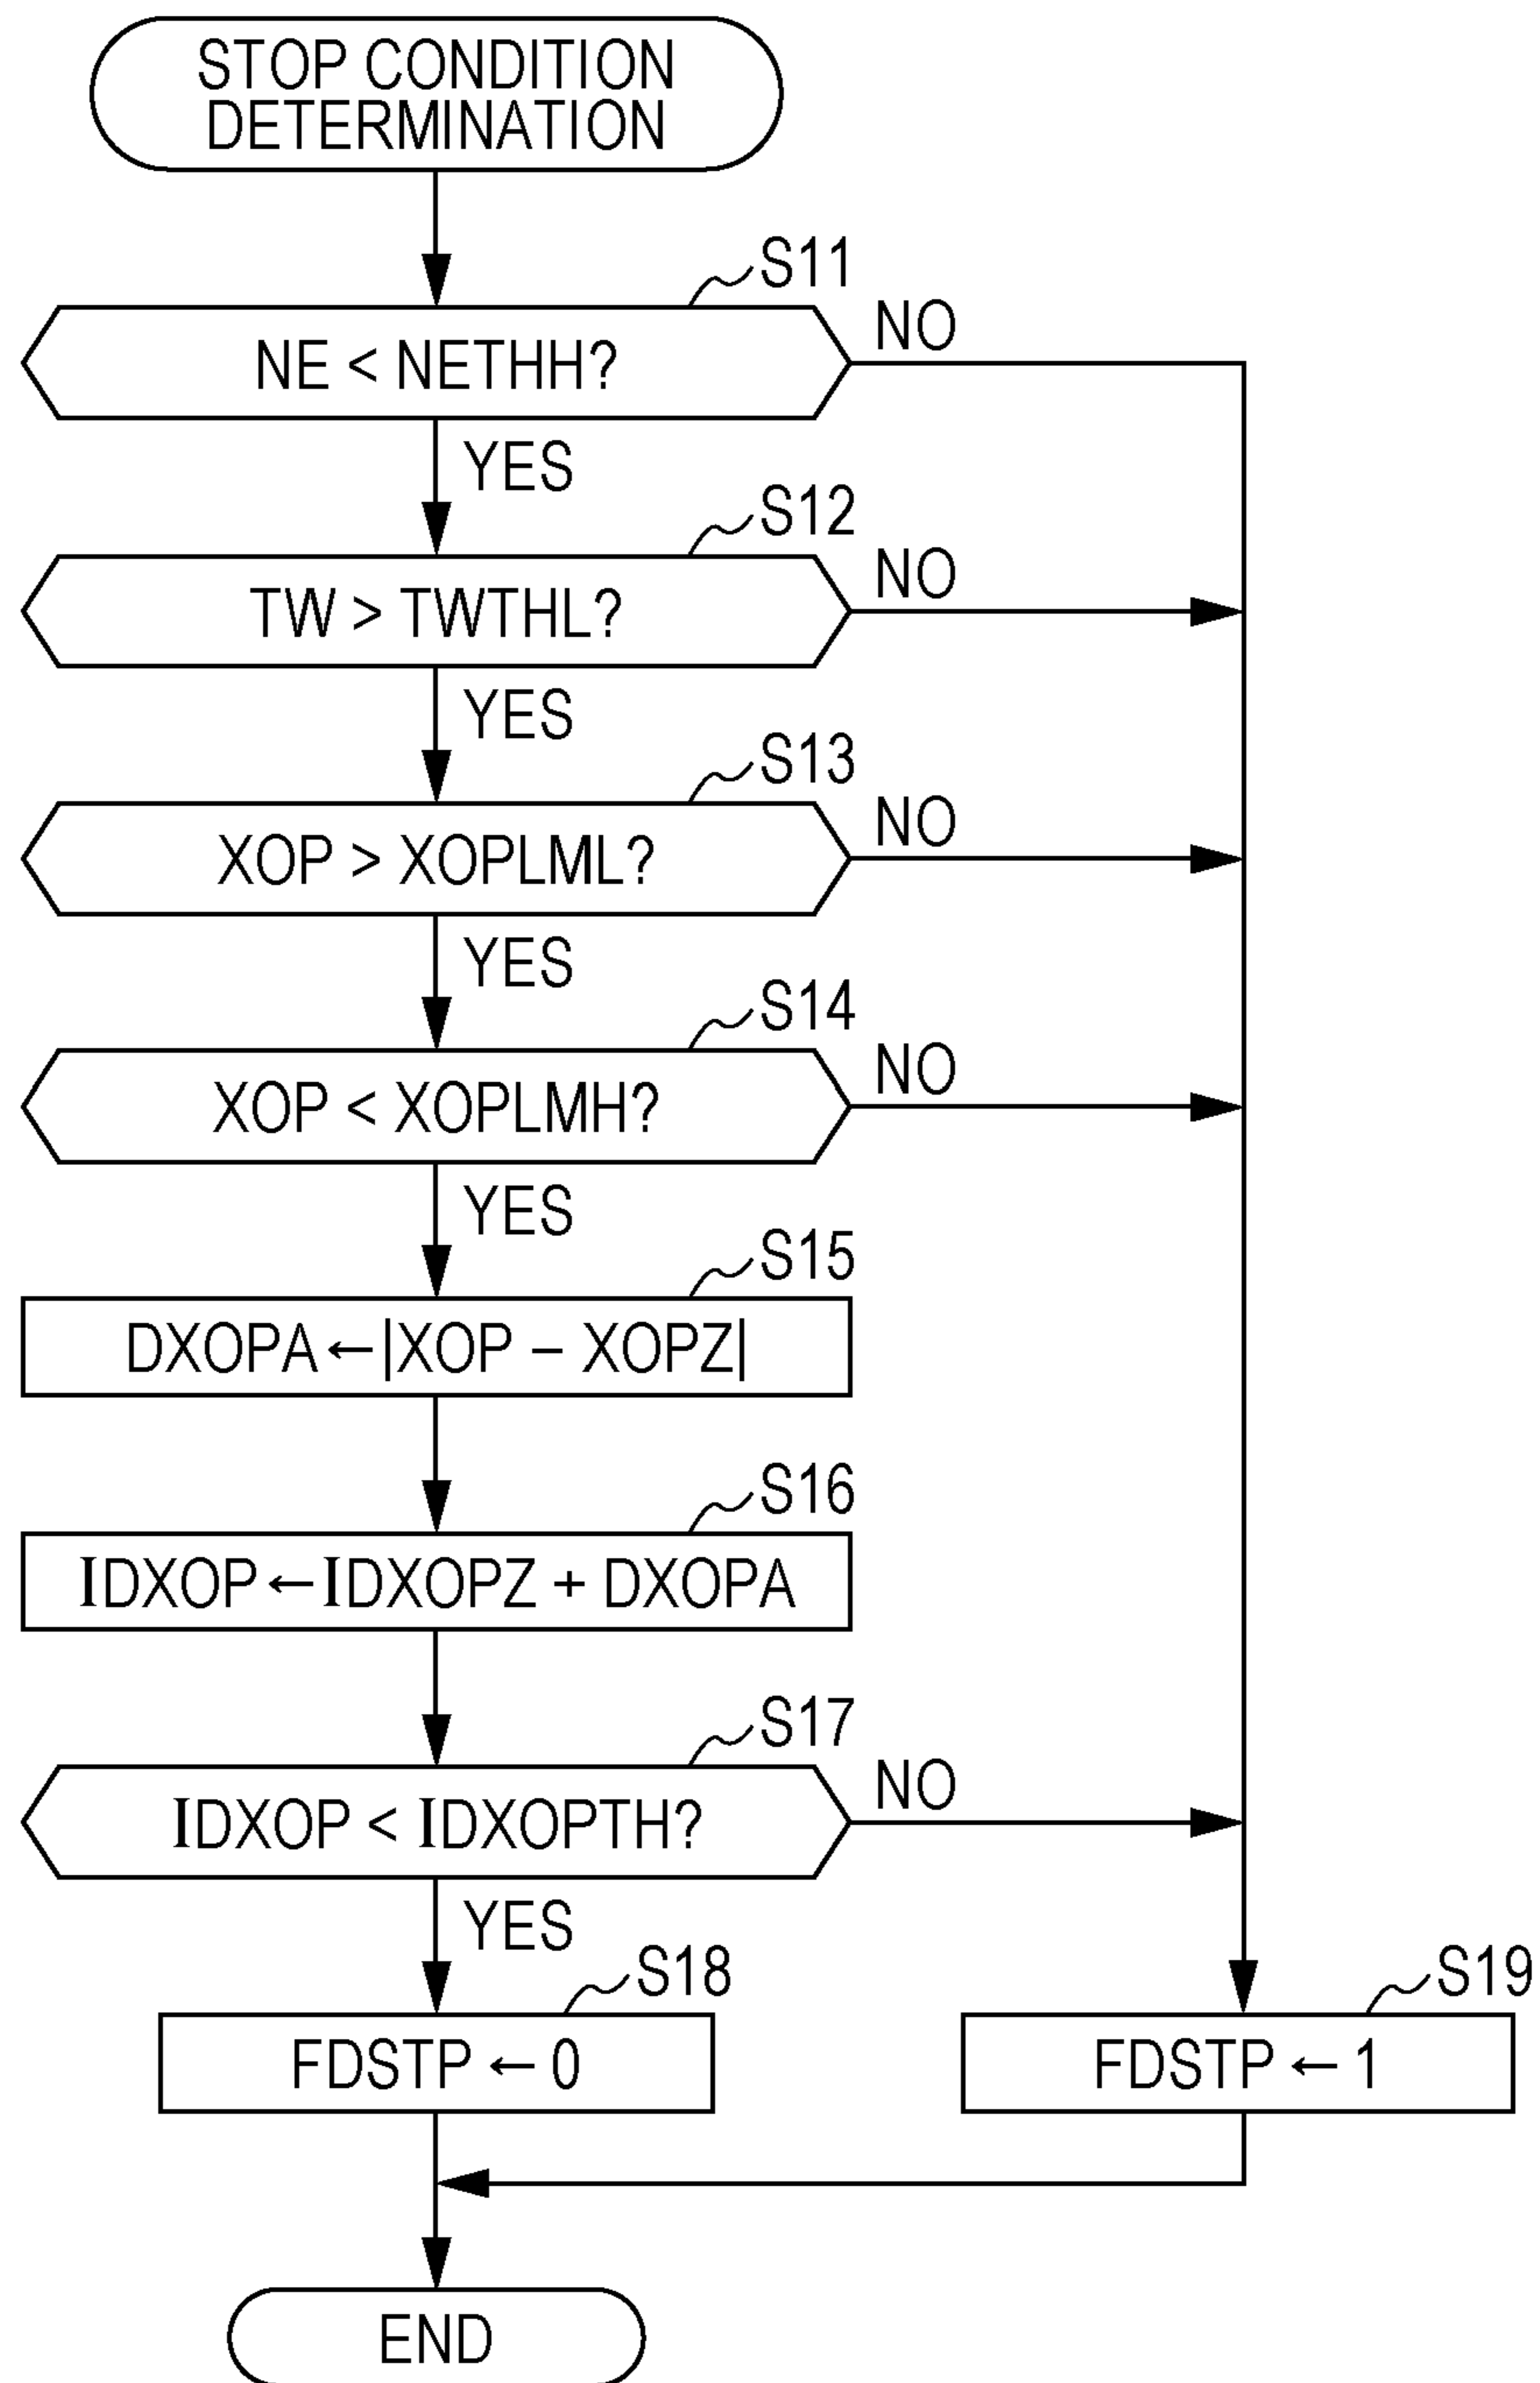 STOP CONDITION
DETERMINATION
S11
NE < NETHH?
NO
YES
S12
TW > TWTHL?
NO
YES
S13
XOP > XOPLML?
NO
YES
S14
XOP < XOPLMH?
NO
YES
S15
DXOPA←|XOP – XOPZ|
S16
IDXOP←IDXOPZ + DXOPA
S17
IDXOP < IDXOPTH?
NO
YES
S18
FDSTP ← 0
S19
FDSTP ← 1
END